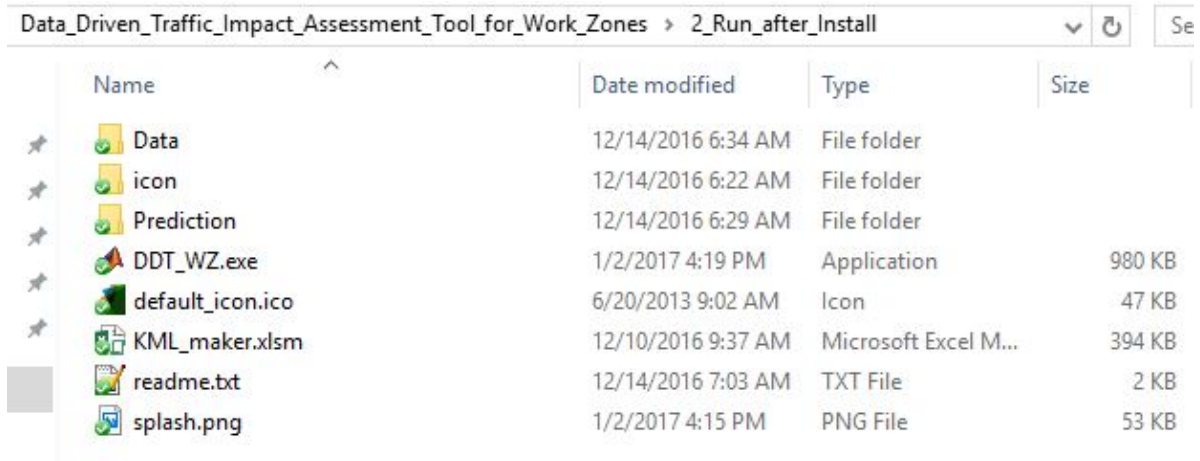 Data_Driven_Traffic_Impact_Assessment_Tool_for_Work_Zones > 2_Run_after_Install Se
Name Date modified Type Size
Data 12/14/2016 6:34 AM File folder
icon 12/14/2016 6:22 AM File folder
Prediction 12/14/2016 6:29 AM File folder
DDT_WZ.exe 1/2/2017 4:19 PM Application 980 KB
default_icon.ico 6/20/2013 9:02 AM Icon 47 KB
KML_maker.xlsm 12/10/2016 9:37 AM Microsoft Excel M... 394 KB
readme.txt 12/14/2016 7:03 AM TXT File 2 KB
splash.png 1/2/2017 4:15 PM PNG File 53 KB